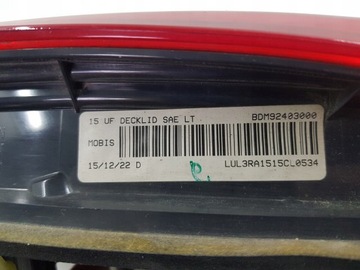 15 UF DECKLID SAE LT BDM92403000
MOBIS
15/12/22 D LUL3RA1515CL0534